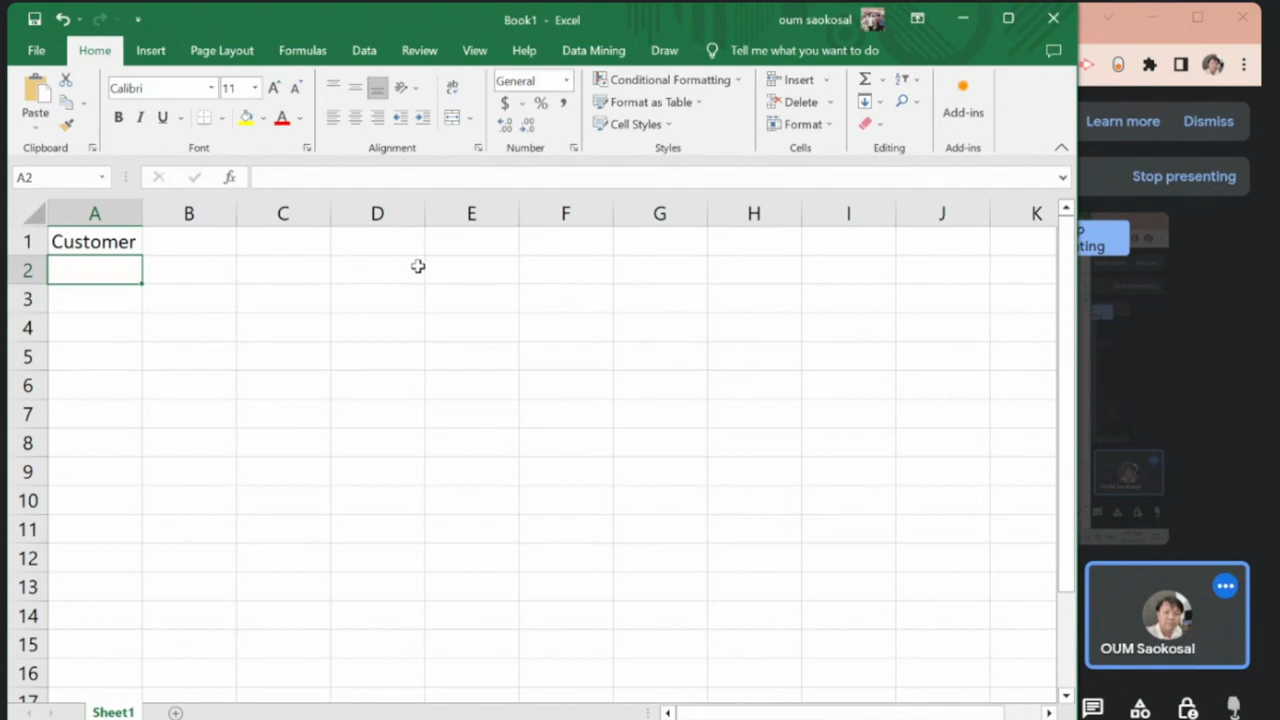 Book1 - Excel
oum saokosal
File Home Insert Page Layout Formulas Data Review View Help Data Mining Draw Tell me what you want to do
Paste
Calibri 11
ab
General
$ % ,
Conditional Formatting
Format as Table
Cell Styles
Insert
Delete
Format
Add-ins
Clipboard Font Alignment Number Styles Cells Editing Add-ins
A2
fx
A B C D E F G H I J K
1 Customer
2
3
4
5
6
7
8
9
10
11
12
13
14
15
16
17
Sheet1
Learn more Dismiss
Stop presenting
OUM Saokosal